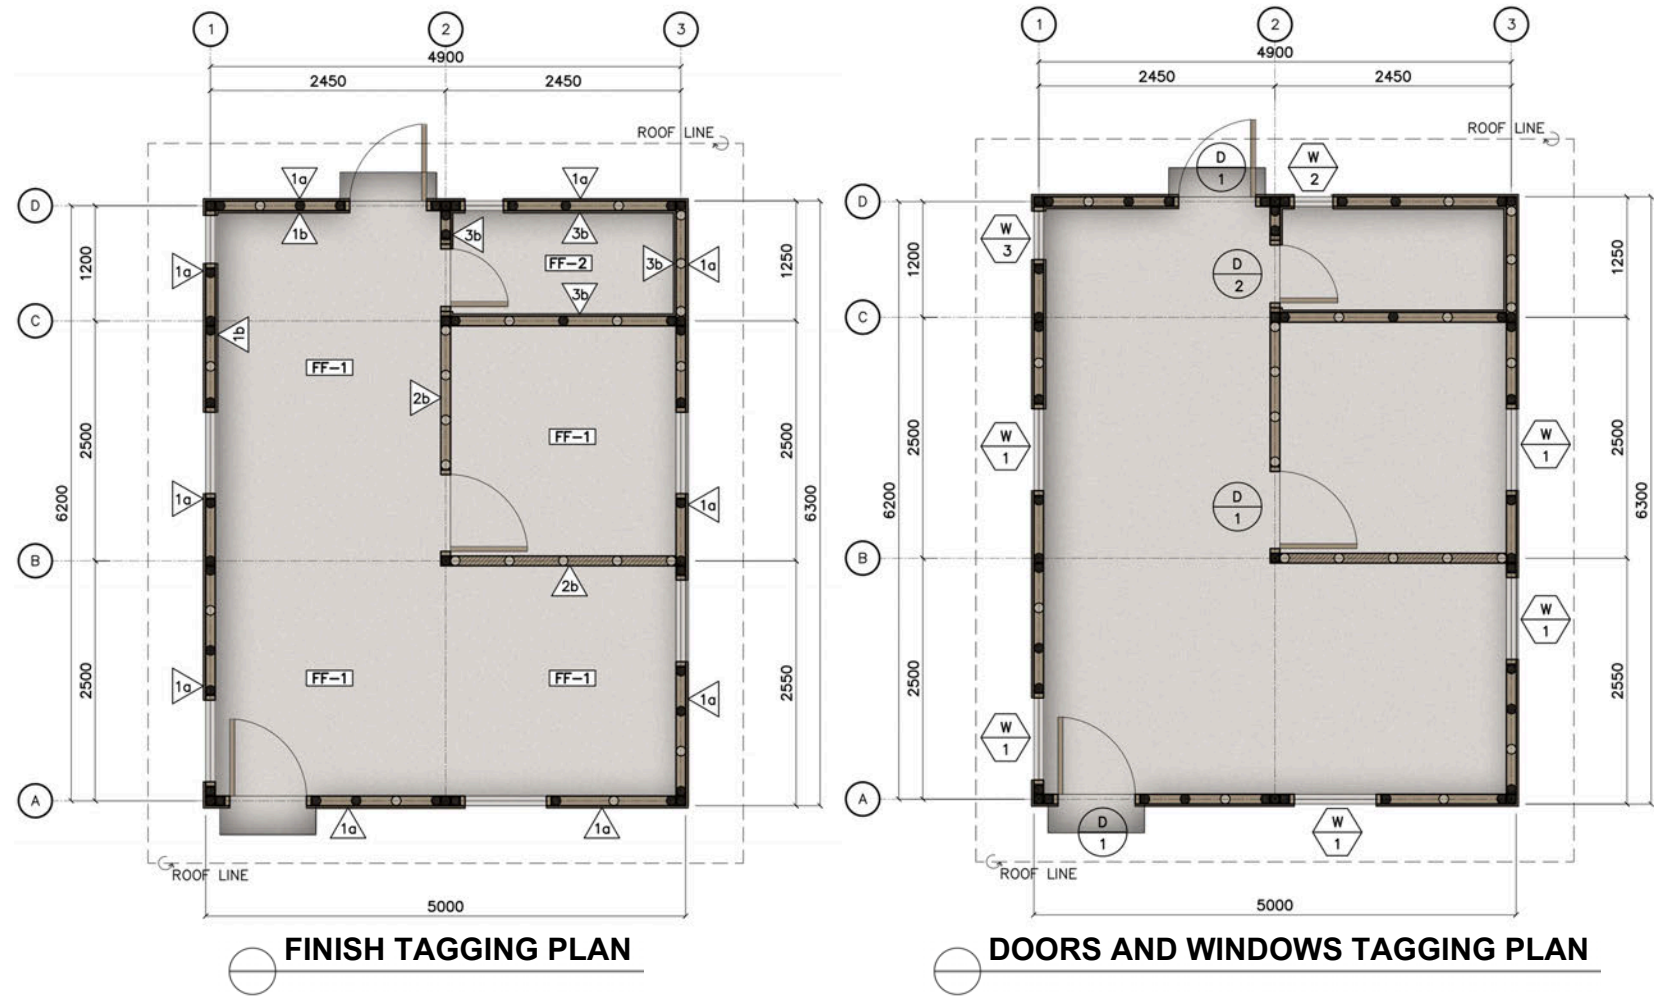 1 2 3
4900
2450 2450
ROOF LINE
1a 1a
D
1b 3b 3b
1a FF-2 3b 1a
1200 1250
3b
C
1b
FF-1
2b
FF-1
2500 2500
6200 6300
1a 1a
B
2b
FF-1 FF-1
2500 2550
1a 1a
A
1a 1a
ROOF LINE
5000
FINISH TAGGING PLAN
1 2 3
4900
2450 2450
ROOF LINE
D
1
W
2
D
W
3
1200 1250
D
2
C
W
1
W
1
2500 2500
6200 6300
D
1
B
W
1
2500 2550
W
1
A
D
1
W
1
ROOF LINE
5000
DOORS AND WINDOWS TAGGING PLAN